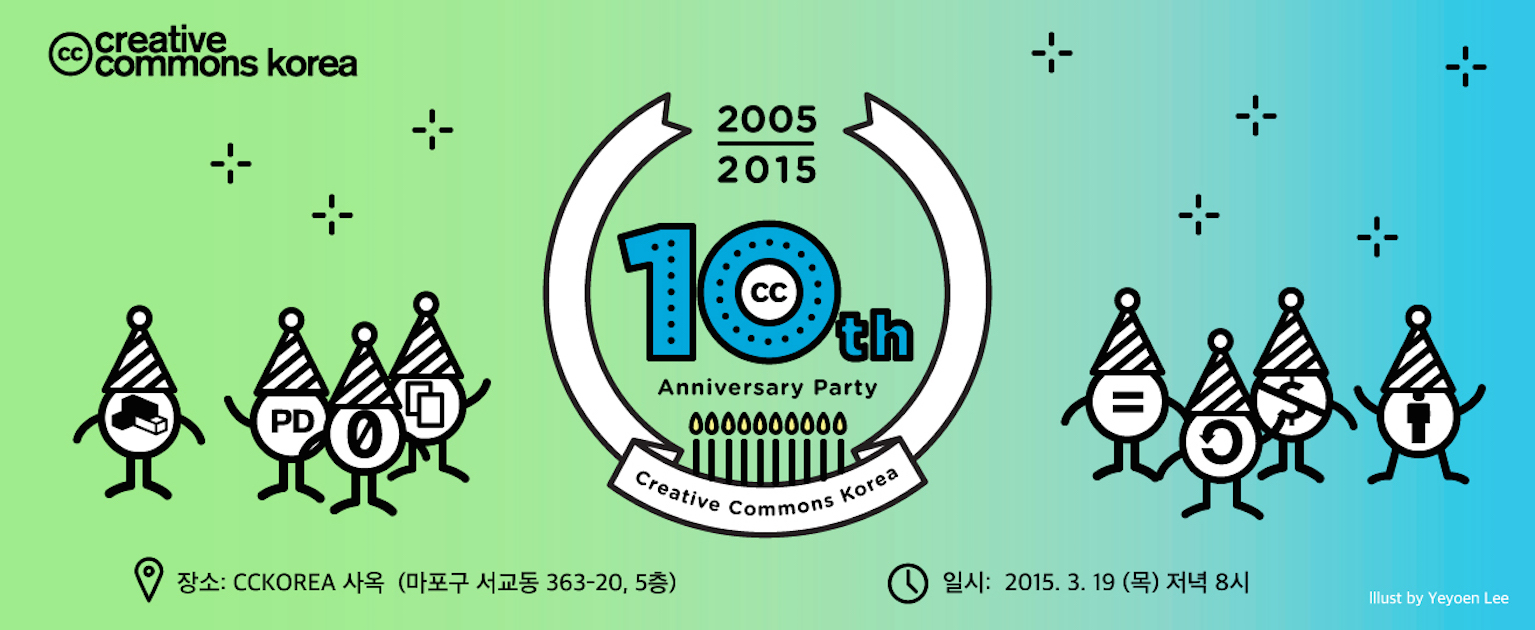 cc creative
commons korea
2005
2015
10th
cc
Anniversary Party
Creative Commons Korea
PD
0
=
$
장소: CCKOREA 사옥 (마포구 서교동 363-20, 5층)
일시: 2015. 3. 19 (목) 저녁 8시
Illust by Yeyoen Lee